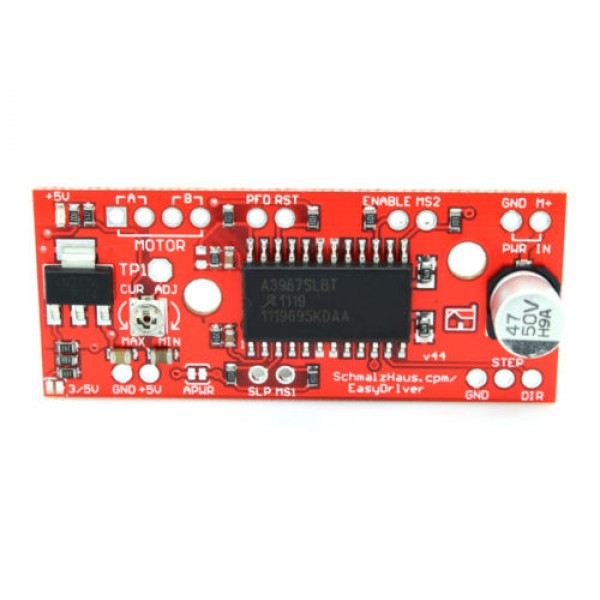 +5V
A B
PFD RST
ENABLE MS2
GND M+
MOTOR
PWR IN
TP1
CUR ADJ
A3967SLBT
1119
1119695KDAA
47
50V
H9A
MAX MIN
v44
STEP
GND +5V
3/5V
APWR
SLP MS1
SchmalzHaus.cpm/
EasyDriver
GND
DIR